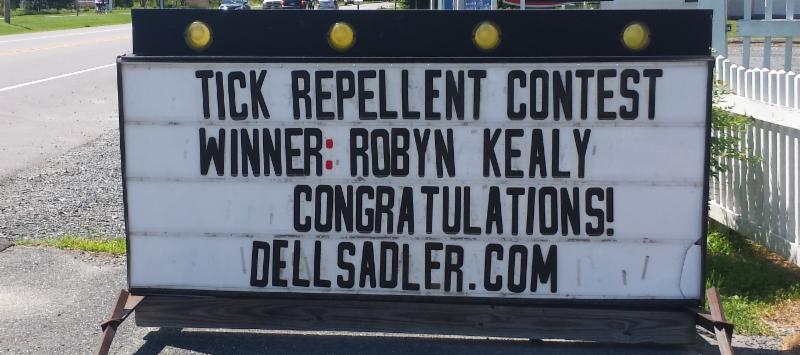 TICK REPELLENT CONTEST
WINNER: ROBYN KEALY
CONGRATULATIONS!
DELLSADLER.COM